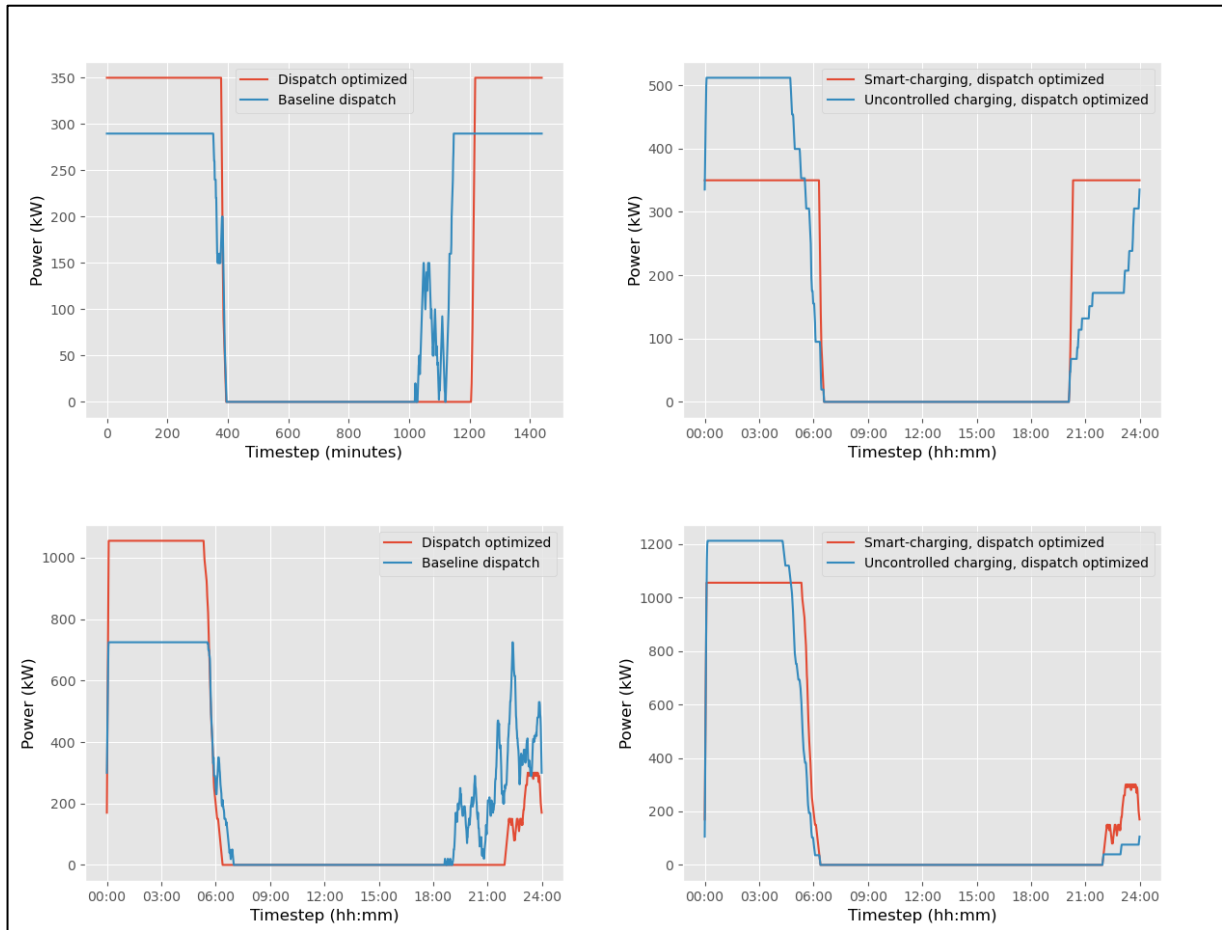 350
300
250
200
150
100
50
0
Power (kW)
Dispatch optimized
Baseline dispatch
0 200 400 600 800 1000 1200 1400
Timestep (minutes)
500
400
300
200
100
0
Power (kW)
Smart-charging, dispatch optimized
Uncontrolled charging, dispatch optimized
00:00 03:00 06:00 09:00 12:00 15:00 18:00 21:00 24:00
Timestep (hh:mm)
1000
800
600
400
200
0
Power (kW)
Dispatch optimized
Baseline dispatch
00:00 03:00 06:00 09:00 12:00 15:00 18:00 21:00 24:00
Timestep (hh:mm)
1200
1000
800
600
400
200
0
Power (kW)
Smart-charging, dispatch optimized
Uncontrolled charging, dispatch optimized
00:00 03:00 06:00 09:00 12:00 15:00 18:00 21:00 24:00
Timestep (hh:mm)